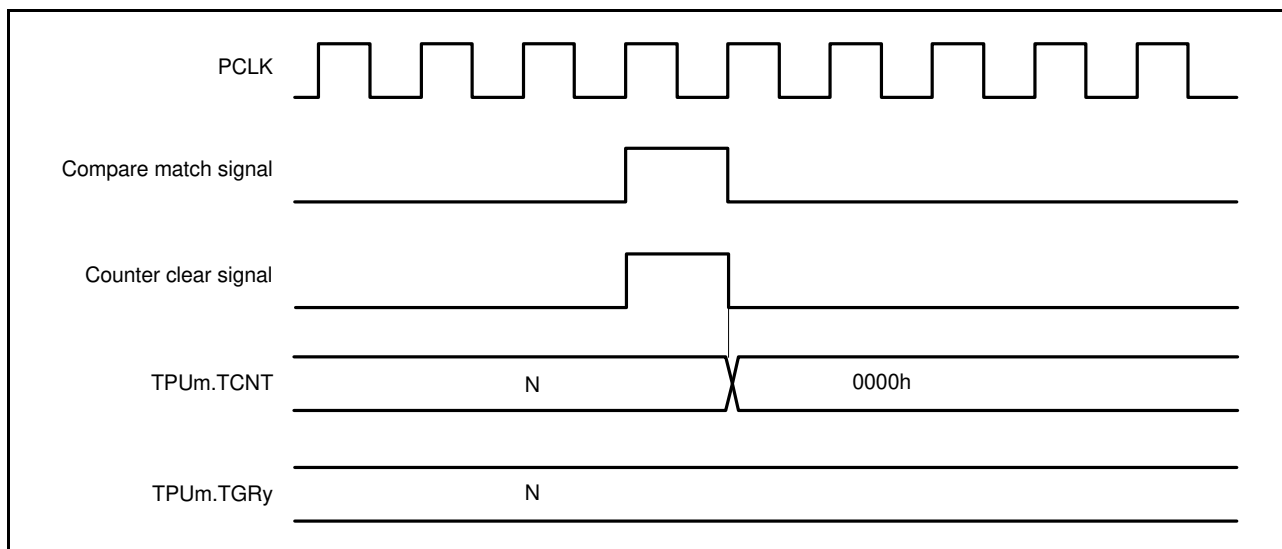 PCLK
Compare match signal
Counter clear signal
TPUm.TCNT
N
0000h
TPUm.TGRy
N